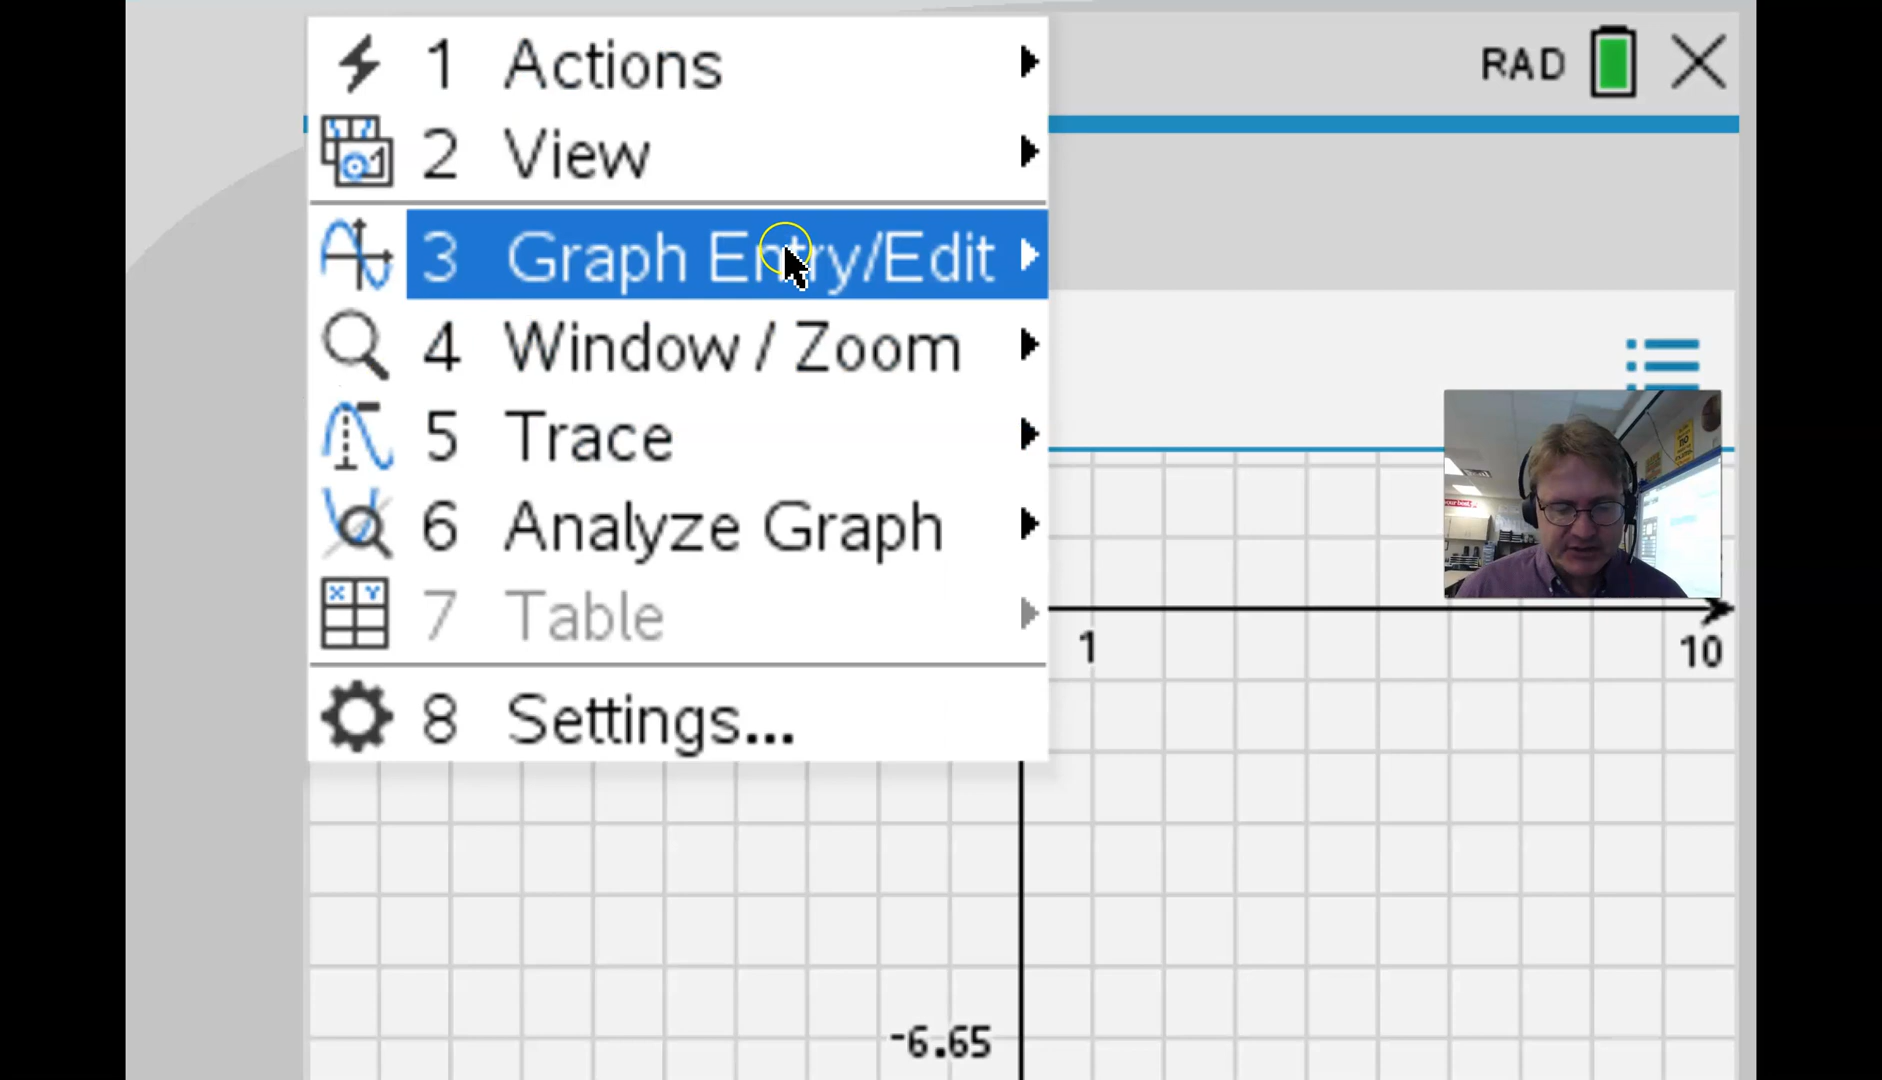 1 Actions
RAD
2 View
3 Graph Entry/Edit
4 Window / Zoom
5 Trace
6 Analyze Graph
7 Table
8 Settings...
1
10
-6.65